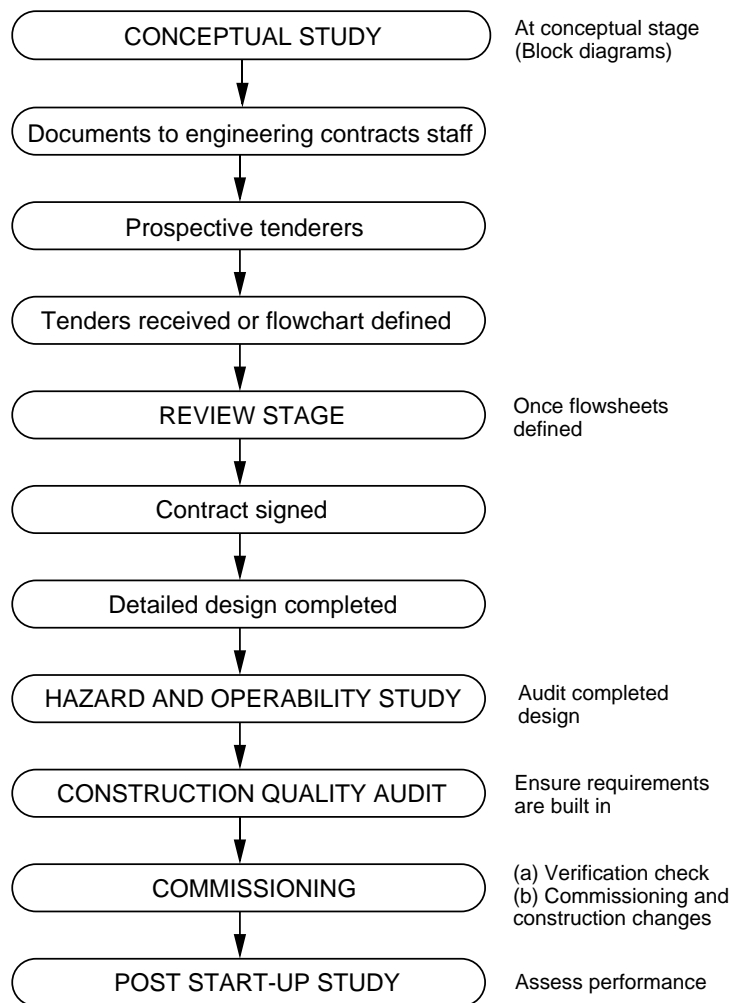 CONCEPTUAL STUDY
At conceptual stage
(Block diagrams)
Documents to engineering contracts staff
Prospective tenderers
Tenders received or flowchart defined
REVIEW STAGE
Once flowsheets
defined
Contract signed
Detailed design completed
HAZARD AND OPERABILITY STUDY
Audit completed
design
CONSTRUCTION QUALITY AUDIT
Ensure requirements
are built in
COMMISSIONING
(a) Verification check
(b) Commissioning and
construction changes
POST START-UP STUDY
Assess performance